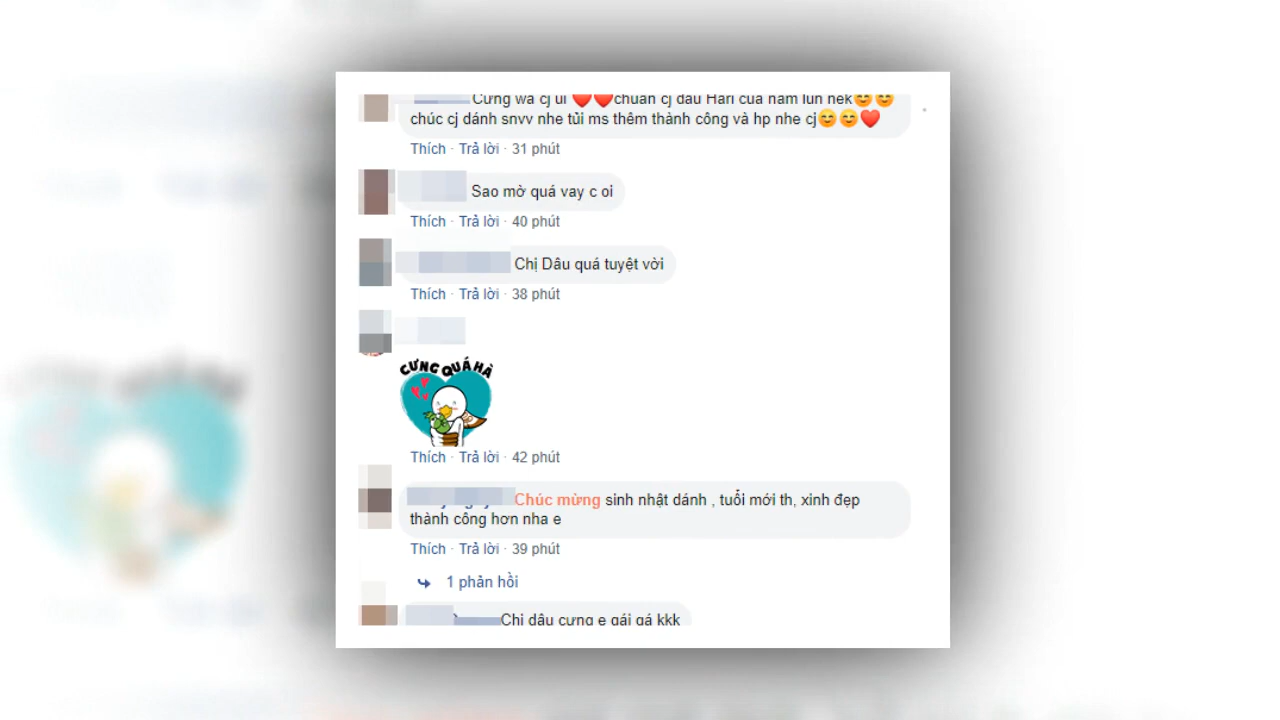 Cưng wá cj ui ❤️❤️chuẩn cj dâu Hari của năm lun nek😊😊
chúc cj dánh snvv nhe tủi ms thêm thành công và hp nhe cj😊😊❤️
Thích · Trả lời · 31 phút
Sao mờ quá vay c oi
Thích · Trả lời · 40 phút
Chị Dâu quá tuyệt vời
Thích · Trả lời · 38 phút
CƯNG QUÁ HÀ
Thích · Trả lời · 42 phút
Chúc mừng sinh nhật dánh , tuổi mới th, xinh đẹp
thành công hơn nha e
Thích · Trả lời · 39 phút
1 phản hồi
Chị dâu cưng e gái gá kkk